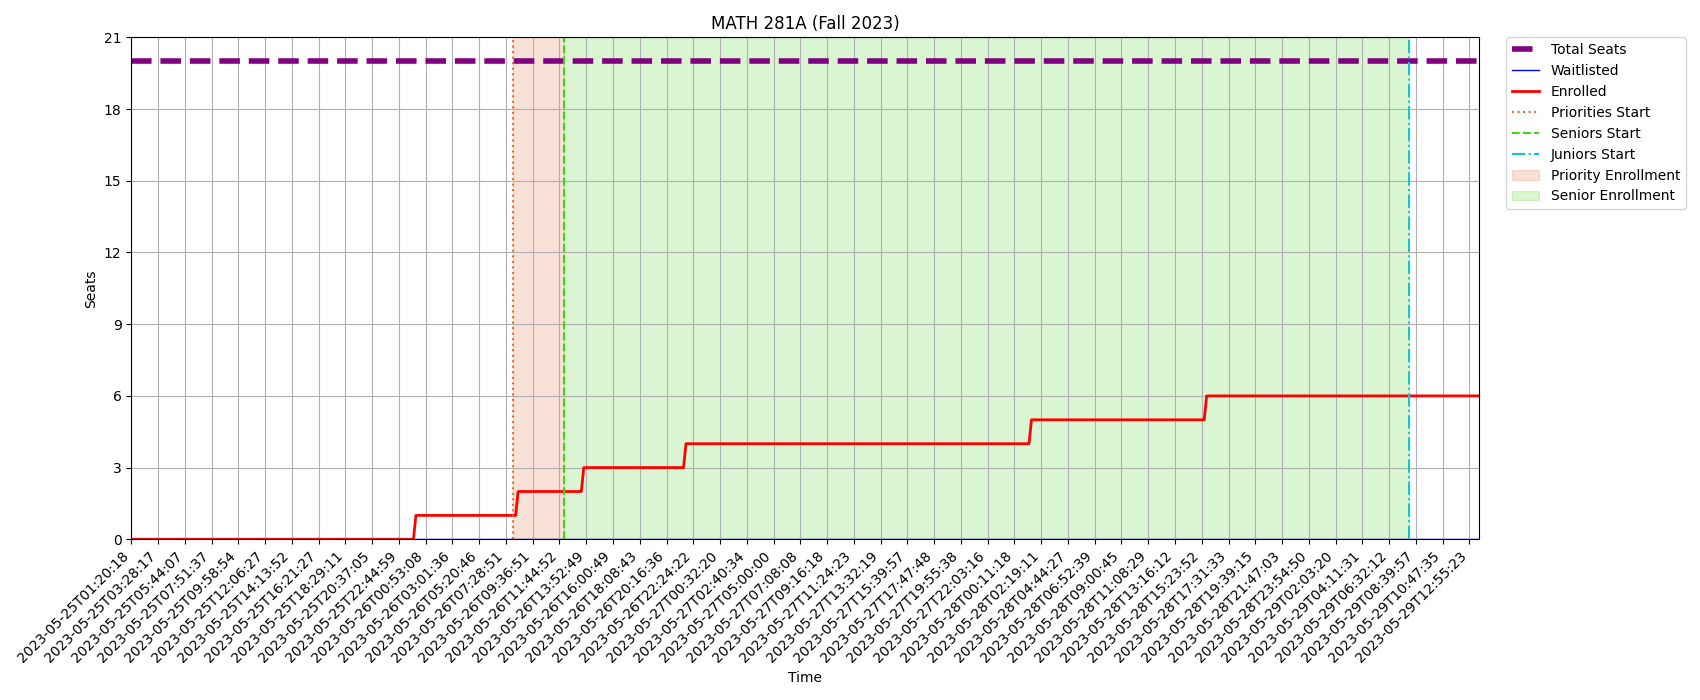 MATH 281A (Fall 2023)
21
18
15
12
9
6
3
0
Seats
2023-05-25T01:20:18
2023-05-25T03:28:17
2023-05-25T05:44:07
2023-05-25T07:51:37
2023-05-25T09:58:54
2023-05-25T12:06:27
2023-05-25T14:13:52
2023-05-25T16:21:27
2023-05-25T18:29:11
2023-05-25T20:37:05
2023-05-25T22:44:59
2023-05-26T00:53:08
2023-05-26T03:01:36
2023-05-26T05:20:46
2023-05-26T07:28:51
2023-05-26T09:36:51
2023-05-26T11:44:52
2023-05-26T13:52:49
2023-05-26T16:00:49
2023-05-26T18:08:43
2023-05-26T20:16:36
2023-05-26T22:24:22
2023-05-27T00:32:20
2023-05-27T02:40:34
2023-05-27T05:00:00
2023-05-27T07:08:08
2023-05-27T09:16:18
2023-05-27T11:24:23
2023-05-27T13:32:19
2023-05-27T15:39:57
2023-05-27T17:47:48
2023-05-27T19:55:38
2023-05-27T22:03:16
2023-05-28T00:11:18
2023-05-28T02:19:11
2023-05-28T04:44:27
2023-05-28T06:52:39
2023-05-28T09:00:45
2023-05-28T11:08:29
2023-05-28T13:16:12
2023-05-28T15:23:52
2023-05-28T17:31:33
2023-05-28T19:39:15
2023-05-28T21:47:03
2023-05-28T23:54:50
2023-05-29T02:03:20
2023-05-29T04:11:31
2023-05-29T06:32:12
2023-05-29T08:39:57
2023-05-29T10:47:35
2023-05-29T12:55:23
Time
Total Seats
Waitlisted
Enrolled
Priorities Start
Seniors Start
Juniors Start
Priority Enrollment
Senior Enrollment